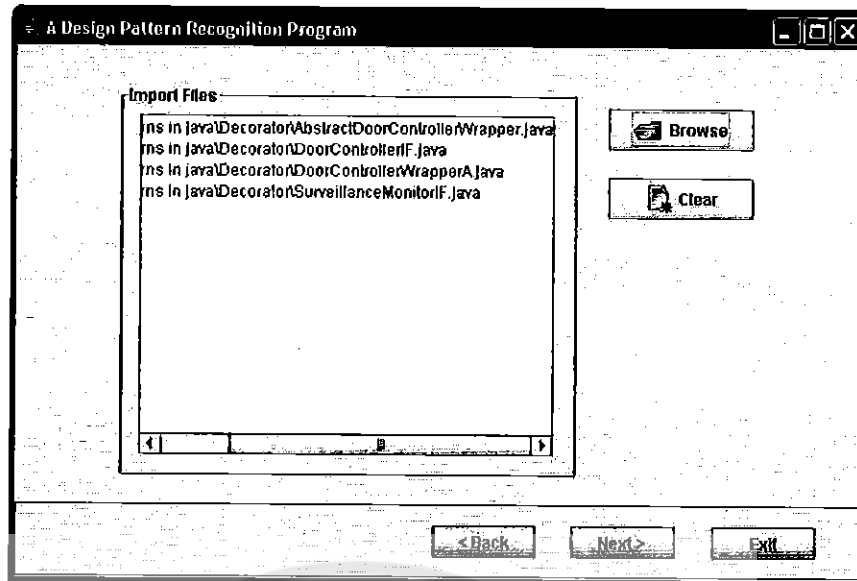 A Design Pattern Recognition Program
Import Files
rns in java\Decorator\AbstractDoorControllerWrapper.java
rns in java\Decorator\DoorControllerIF.java
rns in java\Decorator\DoorControllerWrapperA.java
rns in java\Decorator\SurveillanceMonitorIF.java
Browse
Clear
< Back
Next >
Exit